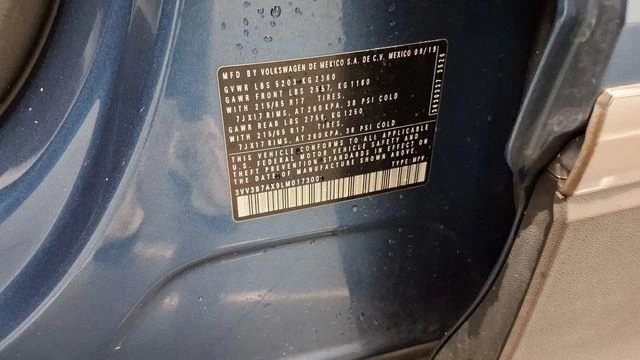 MFD BY VOLKSWAGEN DE MEXICO S.A. DE C.V. MEXICO 09/19
GVWR LBS 5203 KG 2360
GAWR FRONT LBS 2557 KG 1160
WITH 215/65 R17 TIRES,
7JX17 RIMS, AT 260 KPA, 38 PSI COLD
GAWR REAR LBS 2756 KG 1250
WITH 215/65 R17 TIRES,
7JX17 RIMS, AT 260 KPA, 38 PSI COLD
THIS VEHICLE CONFORMS TO ALL APPLICABLE
U.S. FEDERAL MOTOR VEHICLE SAFETY AND
THEFT PREVENTION STANDARDS IN EFFECT ON THE
DATE OF MANUFACTURE SHOWN ABOVE.
TYPE: MPV
3VV3B7AX9LM017300